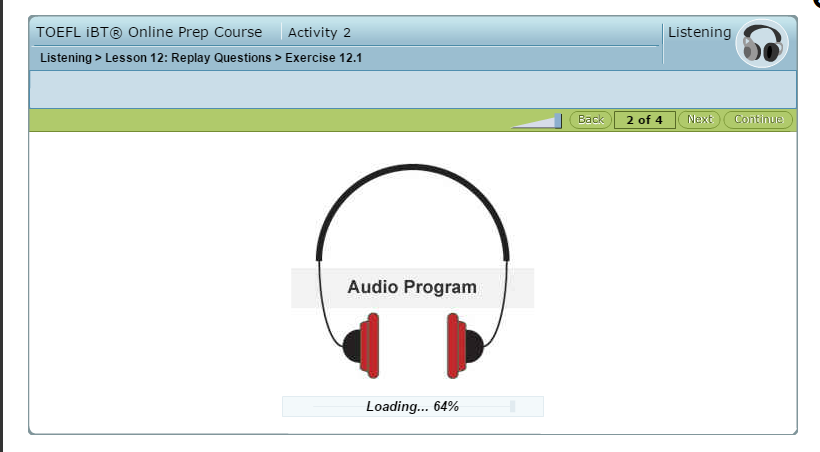 TOEFL iBT® Online Prep Course Activity 2 Listening
Listening > Lesson 12: Replay Questions > Exercise 12.1
Back 2 of 4 Next Continue
Audio Program
Loading... 64%